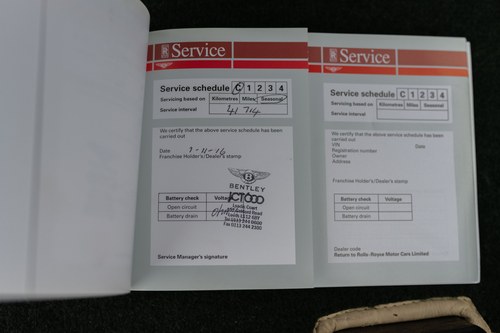 Service
Service schedule C 1 2 3 4
Servicing based on Kilometres Miles Seasonal
Service interval
We certify that the above service schedule has been
carried out
Date
Franchise Holder's/Dealer's stamp
BENTLEY
JCT600
Battery check Voltage
Open circuit
Battery drain
Service Manager's signature
Service
Service schedule C 1 2 3 4
Servicing based on Kilometres Miles Seasonal
Service interval
We certify that the above service schedule has been
carried out
VIN Date
Registration number
Owner
Address
Franchise Holder's/Dealer's stamp
Battery check Voltage
Open circuit
Battery drain
Dealer code
Return to Rolls-Royce Motor Cars Limited